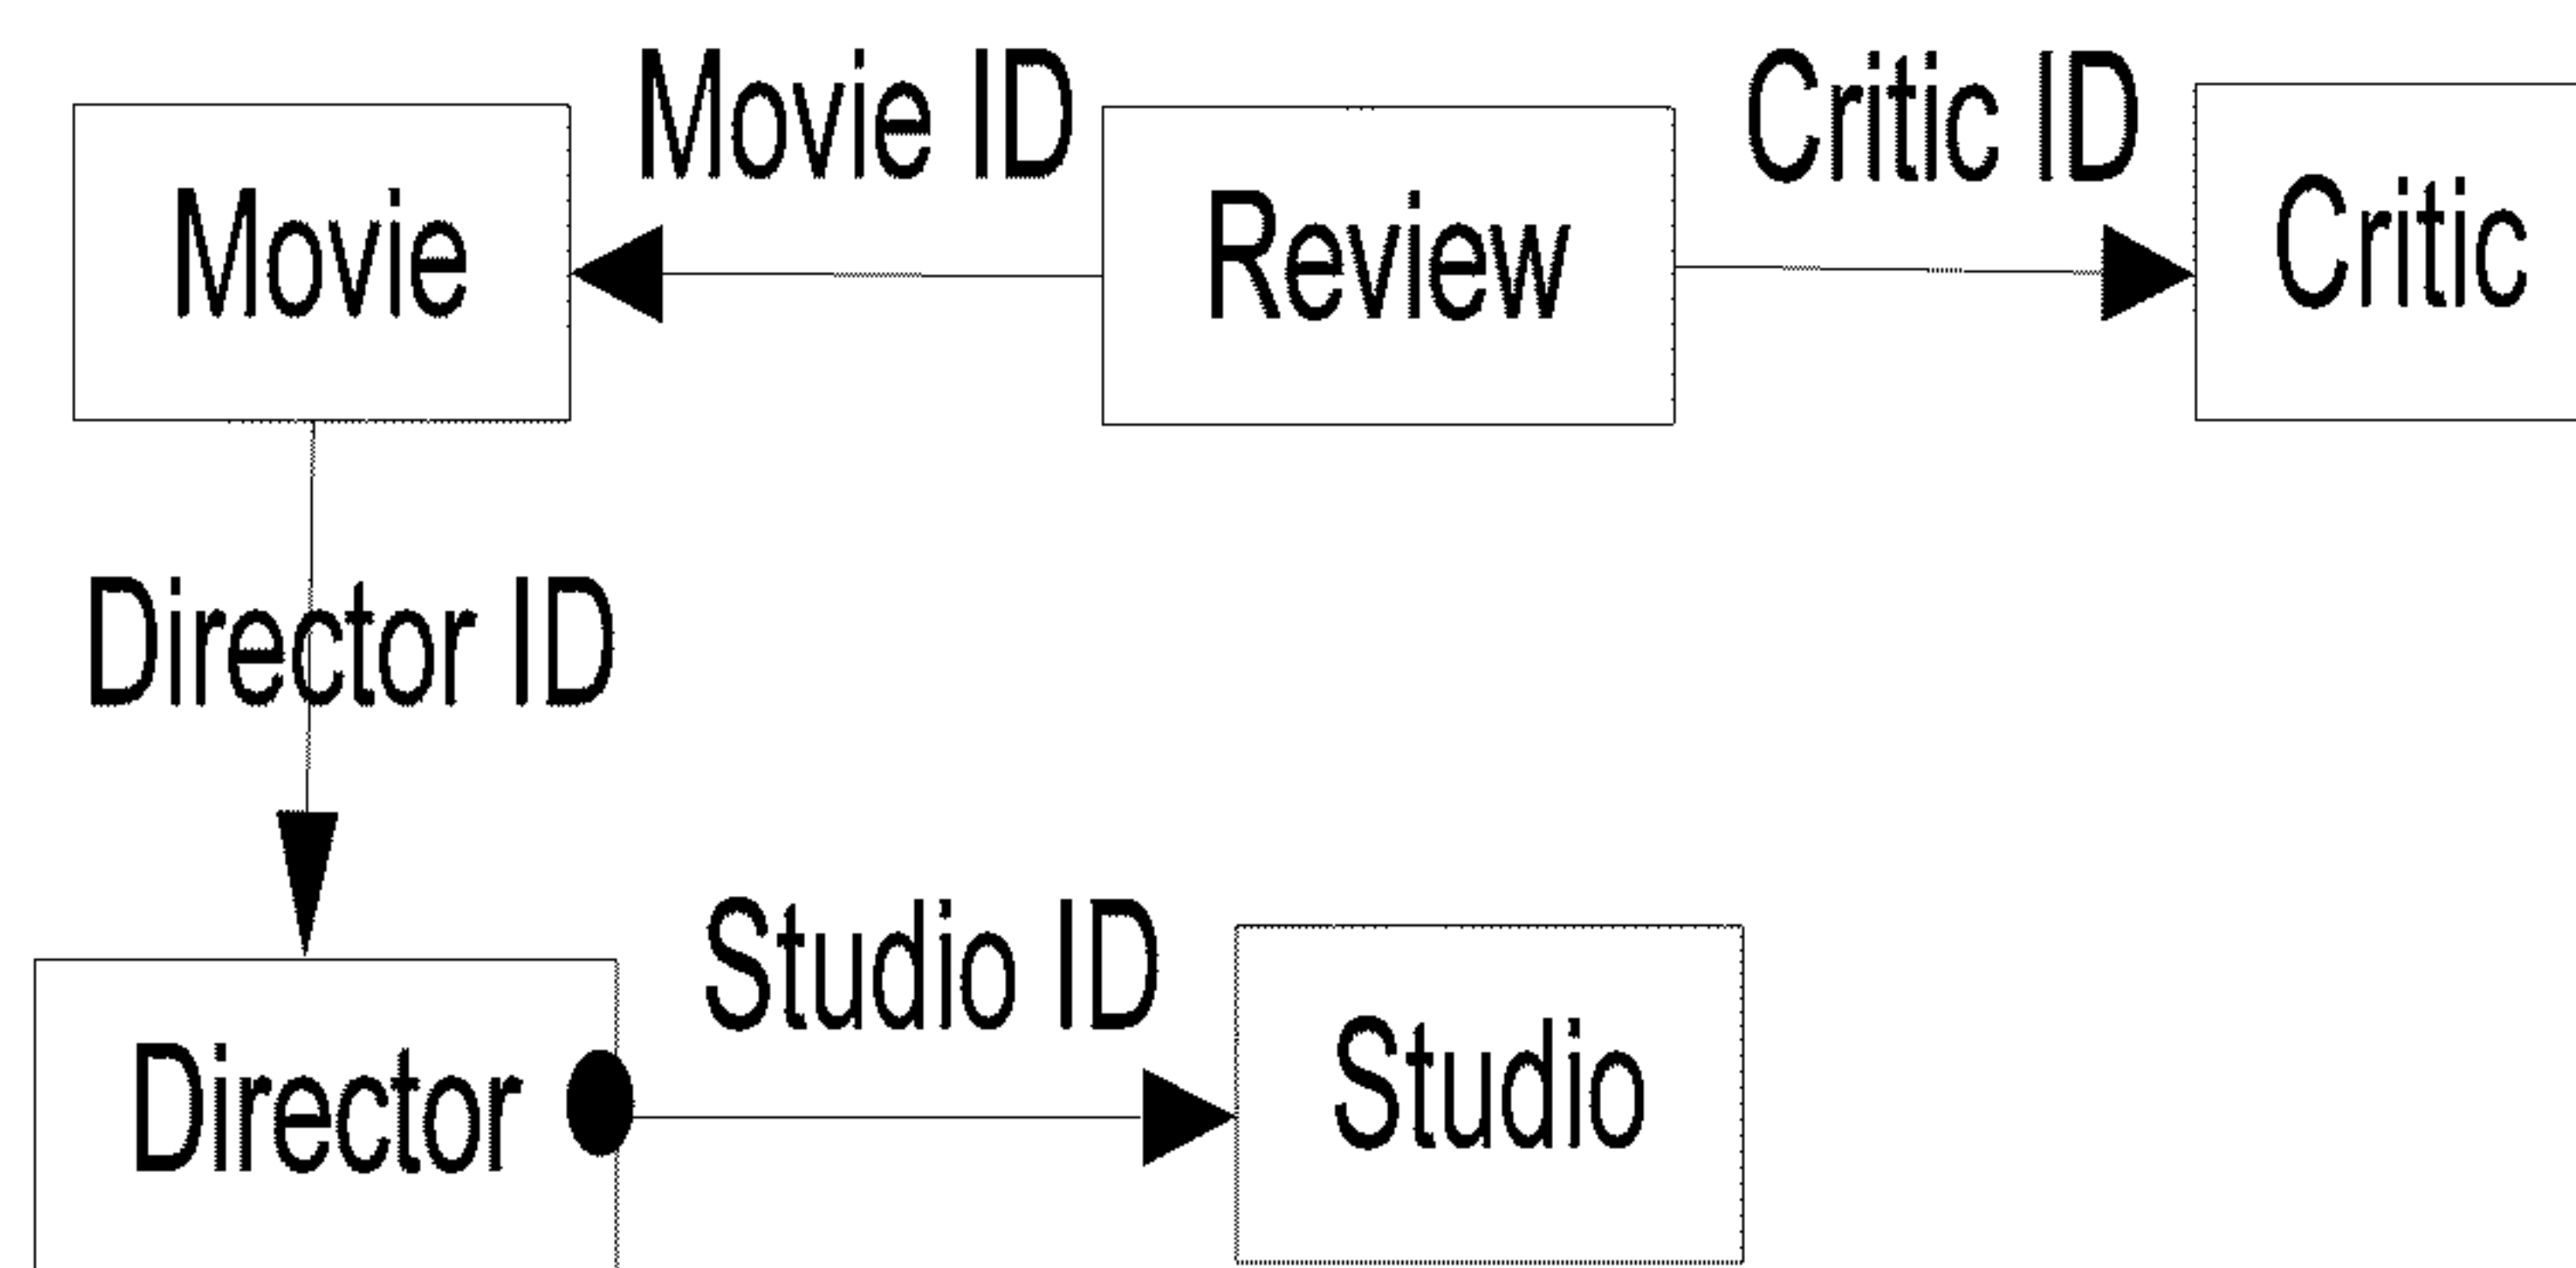 Movie ID
Critic ID
Movie
Review
Critic
Director ID
Studio ID
Director
Studio